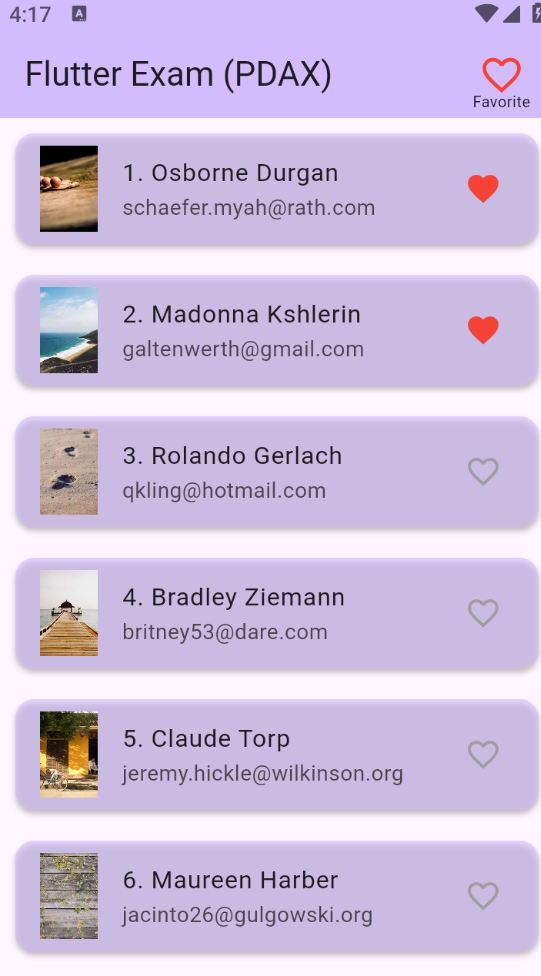 4:17 A
Flutter Exam (PDAX)
Favorite
1. Osborne Durgan
schaefer.myah@rath.com
2. Madonna Kshlerin
galtenwerth@gmail.com
3. Rolando Gerlach
qkling@hotmail.com
4. Bradley Ziemann
britney53@dare.com
5. Claude Torp
jeremy.hickle@wilkinson.org
6. Maureen Harber
jacinto26@gulgowski.org